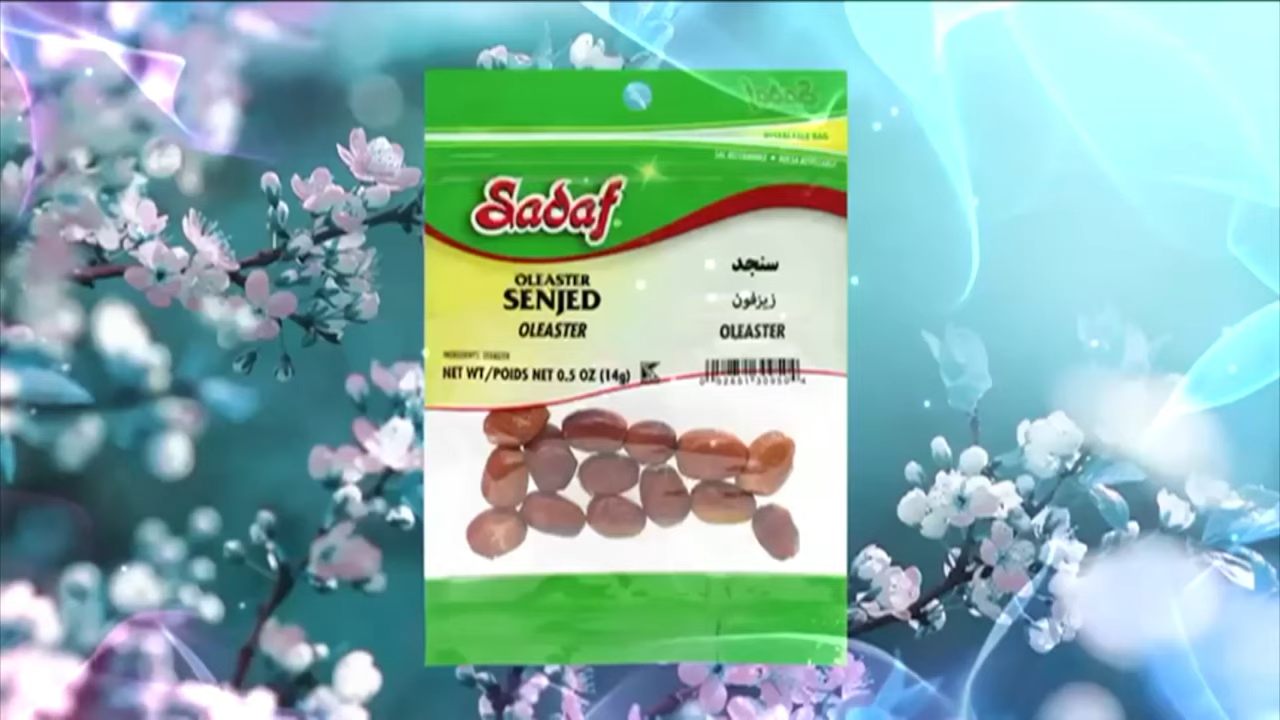 Sadaf
OLEASTER
SENJED
OLEASTER
سنجد
زيزفون
OLEASTER
NET WT/POIDS NET 0.5 OZ (14g)